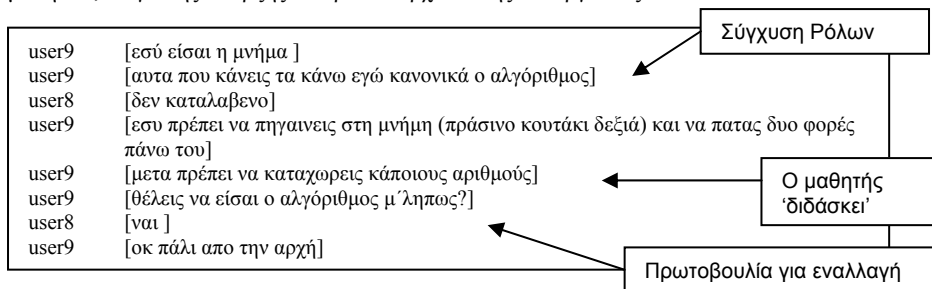 Σύγχυση Ρόλων
user9 [εσύ είσαι η μνήμα ]
user9 [αυτα που κάνεις τα κάνω εγώ κανονικά ο αλγόριθμος]
user8 [δεν καταλαβενο]
user9 [εσυ πρέπει να πηγαινεις στη μνήμη (πράσινο κουτάκι δεξιά) και να πατας δυο φορές
πάνω του]
user9 [μετα πρέπει να καταχωρεις κάποιους αριθμούς]
Ο μαθητής
‘διδάσκει’
user9 [θέλεις να είσαι ο αλγόριθμος μ΄ληπως?]
user8 [ναι ]
user9 [οκ πάλι απο την αρχή]
Πρωτοβουλία για εναλλαγή